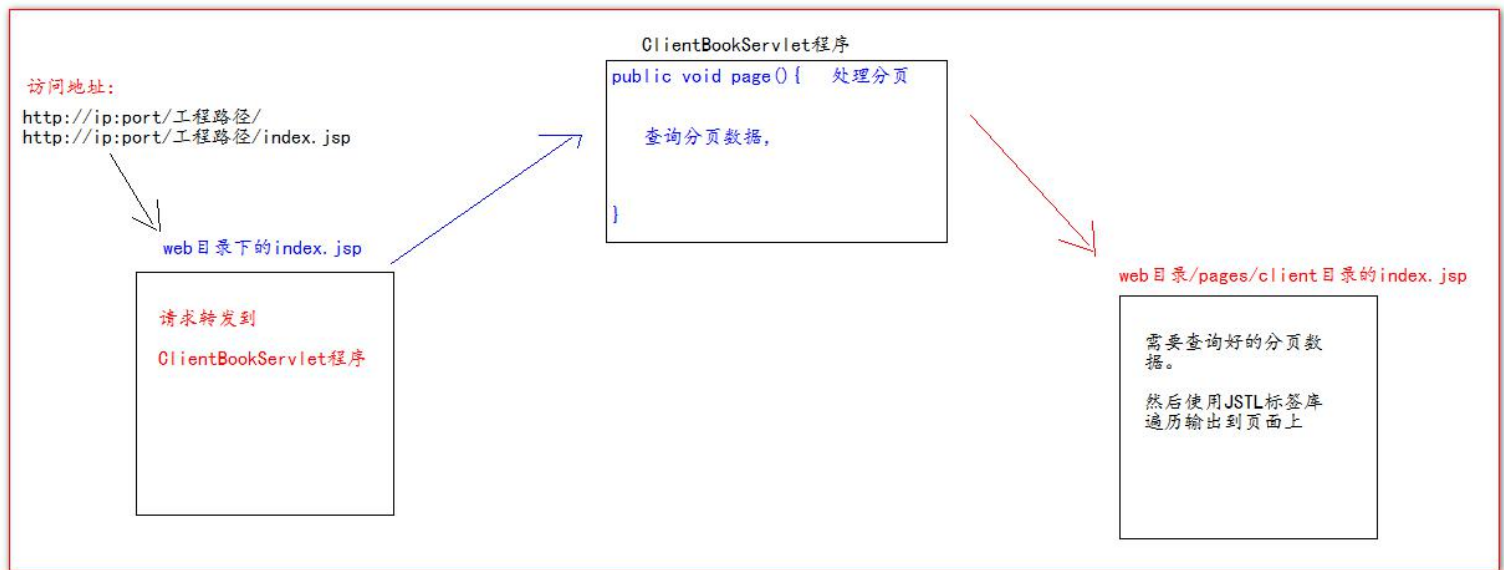 ClientBookServlet程序
访问地址:
http://ip:port/工程路径/
http://ip:port/工程路径/index.jsp
public void page(){ 处理分页
查询分页数据,
}
web目录下的index.jsp
请求转发到
ClientBookServlet程序
web目录/pages/client目录的index.jsp
需要查询好的分页数
据。
然后使用JSTL标签库
遍历输出到页面上